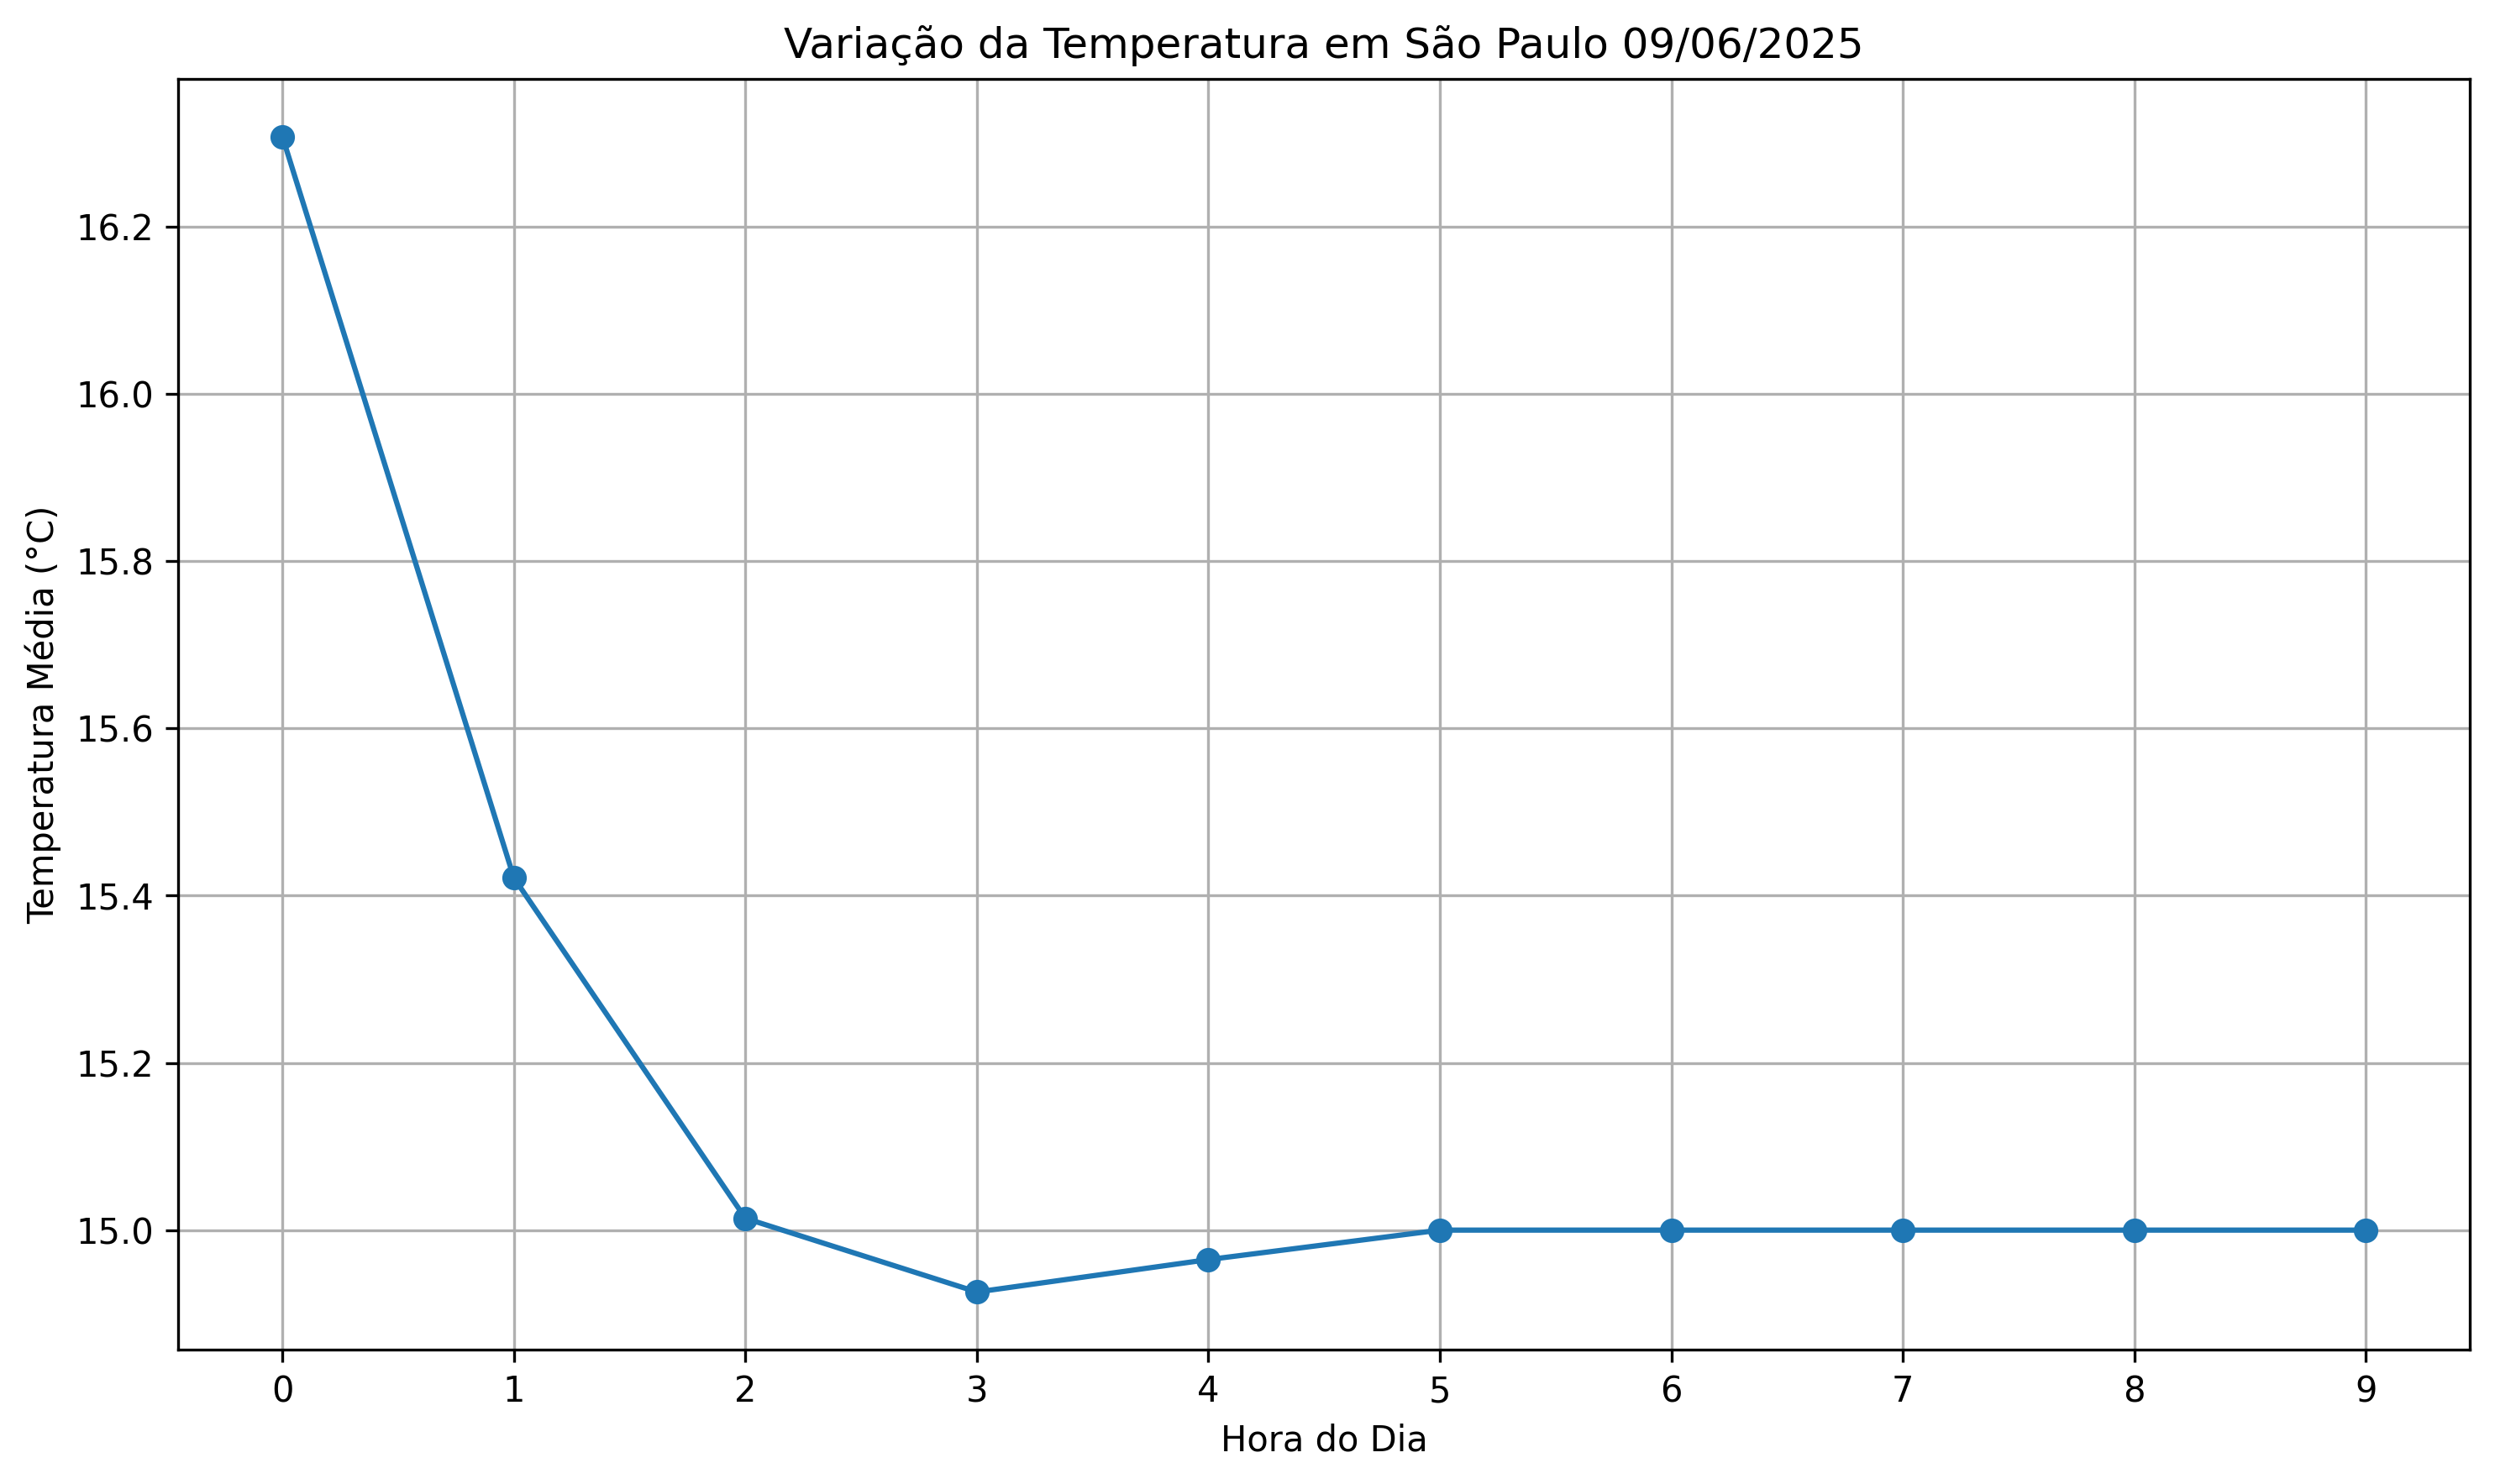 Variação da Temperatura em São Paulo 09/06/2025
Temperatura Média (°C)
16.2
16.0
15.8
15.6
15.4
15.2
15.0
0 1 2 3 4 5 6 7 8 9
Hora do Dia